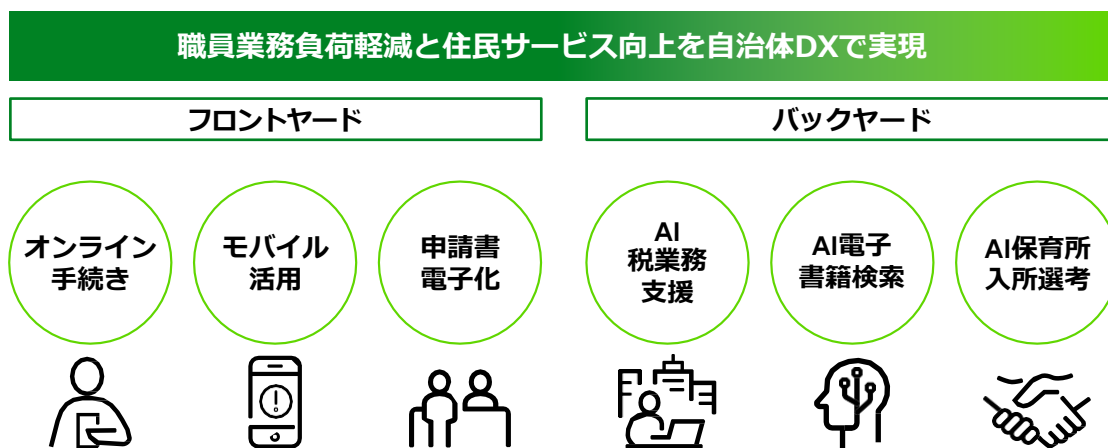 職員業務負荷軽減と住民サービス向上を自治体DXで実現
フロントヤード
バックヤード
オンライン
手続き
モバイル
活用
申請書
電子化
AI
税業務
支援
AI電子
書籍検索
AI保育所
入所選考